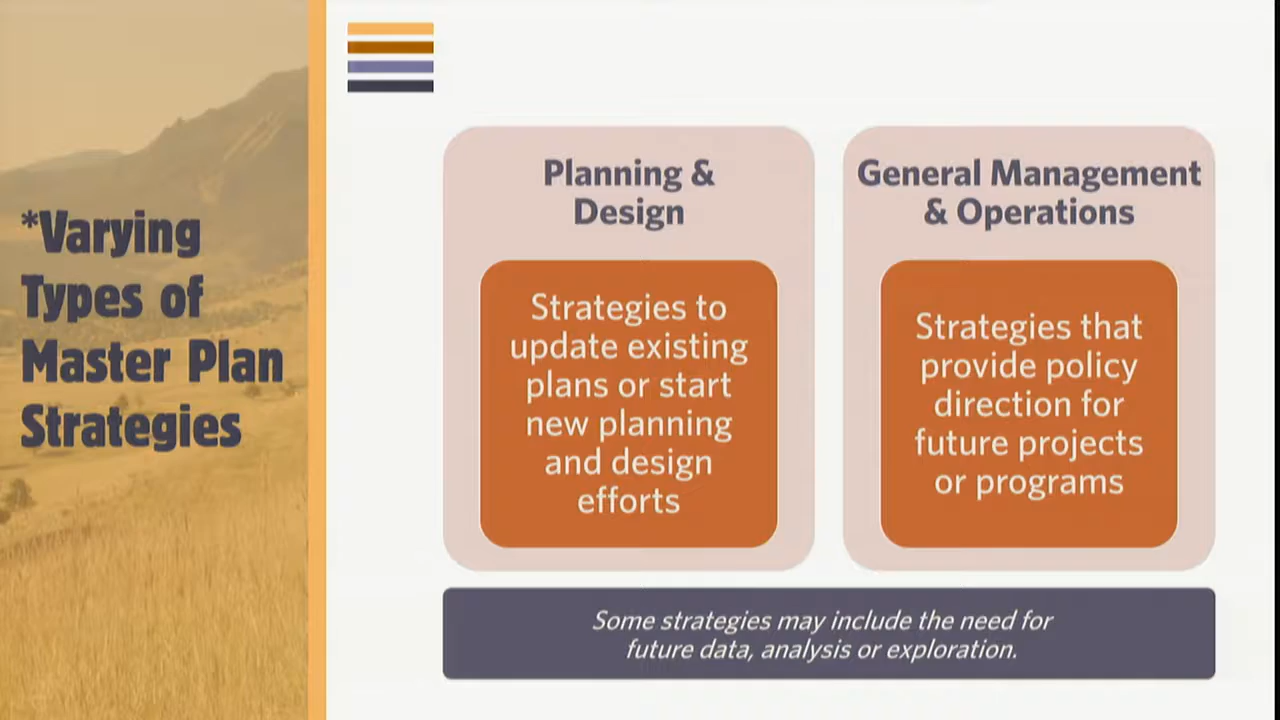 *Varying
Types of
Master Plan
Strategies
Planning &
Design
Strategies to
update existing
plans or start
new planning
and design
efforts
General Management
& Operations
Strategies that
provide policy
direction for
future projects
or programs
Some strategies may include the need for
future data, analysis or exploration.